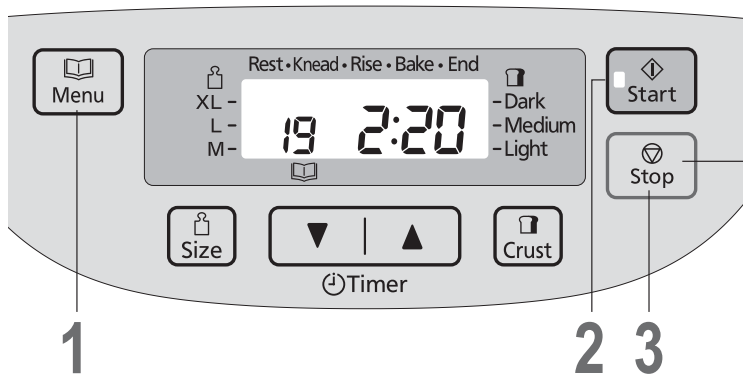 Rest • Knead • Rise • Bake • End
Menu
XL –
L –
M –
19 2:20
– Dark
– Medium
– Light
Start
Stop
Size
Crust
Timer
1
2
3